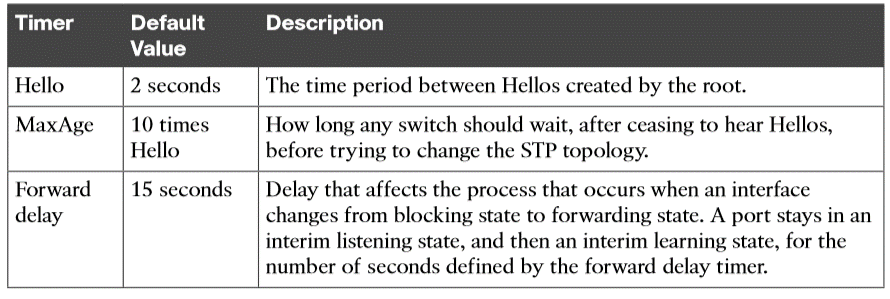 Timer Default Value Description
Hello 2 seconds The time period between Hellos created by the root.
MaxAge 10 times Hello How long any switch should wait, after ceasing to hear Hellos,
before trying to change the STP topology.
Forward delay 15 seconds Delay that affects the process that occurs when an interface
changes from blocking state to forwarding state. A port stays in an
interim listening state, and then an interim learning state, for the
number of seconds defined by the forward delay timer.